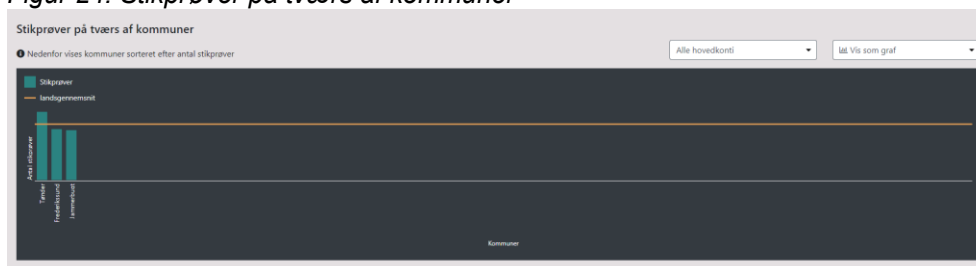 Figur 24. Stikprøver på tværs af kommuner
Stikprøver på tværs af kommuner
Nedenfor vises kommuner sorteret efter antal stikprøver
Alle hovedkonti
Vis som graf
Stikprøver
landsgennemsnit
Antal stikprøver
Tønder
Frederikssund
Jammerbugt
Kommuner